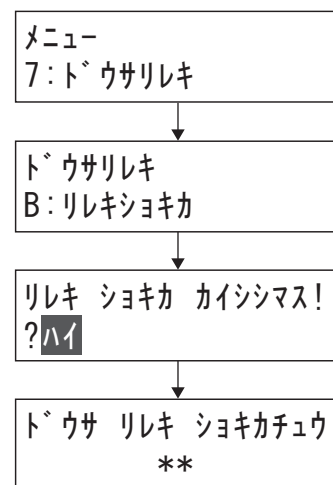 メニュー
7:ドウサリレキ
ドウサリレキ
B:リレキショキカ
リレキ ショキカ カイシシマス!
?ハイ
ドウサ リレキ ショキカチュウ
**